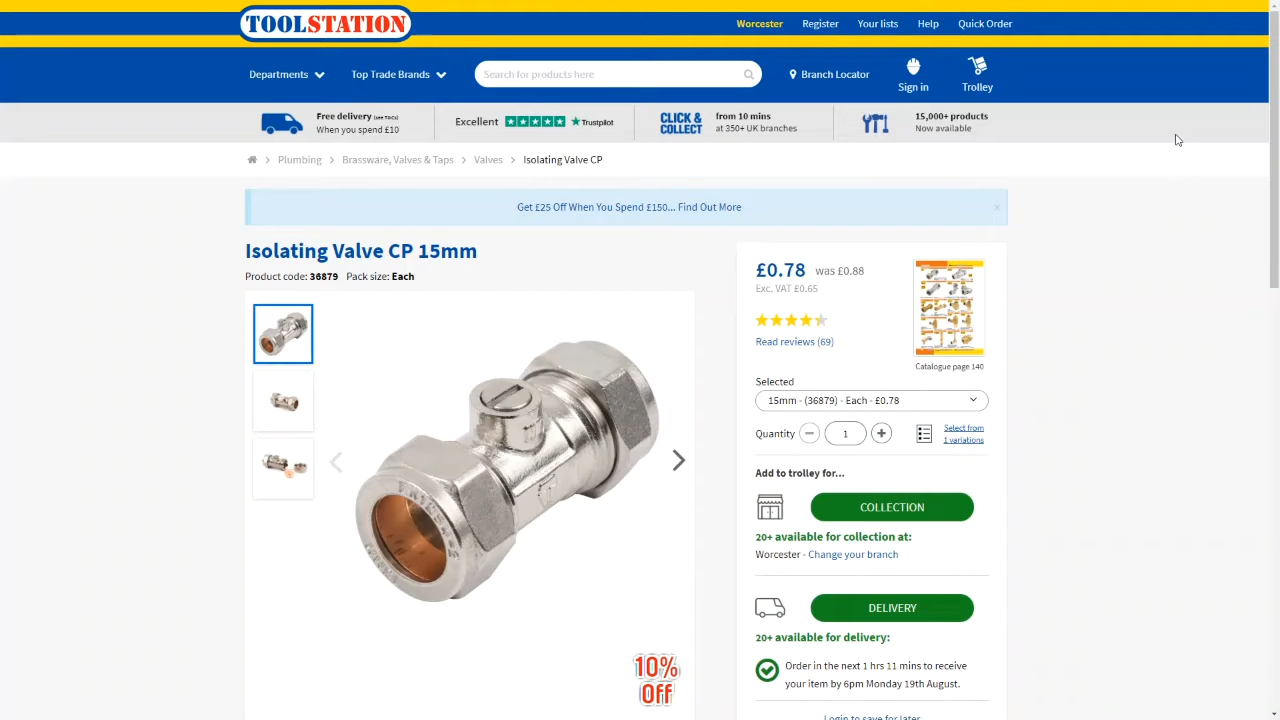 TOOLSTATION
Worcester Register Your lists Help Quick Order
Departments Top Trade Brands Search for products here Branch Locator Sign in Trolley
Free delivery (see T&Cs)
When you spend £10
Excellent Trustpilot
CLICK &
COLLECT
from 10 mins
at 350+ UK branches
15,000+ products
Now available
Plumbing Brassware, Valves & Taps Valves Isolating Valve CP
Get £25 Off When You Spend £150... Find Out More
Isolating Valve CP 15mm
Product code: 36879 Pack size: Each
10%
OFF
£0.78 was £0.88
Exc. VAT £0.65
Read reviews (69)
Catalogue page 140
Selected
15mm - (36879) - Each - £0.78
Quantity 1
Select from
1 variations
Add to trolley for...
COLLECTION
20+ available for collection at:
Worcester - Change your branch
DELIVERY
20+ available for delivery:
Order in the next 1 hrs 11 mins to receive
your item by 6pm Monday 19th August.
Login to save for later